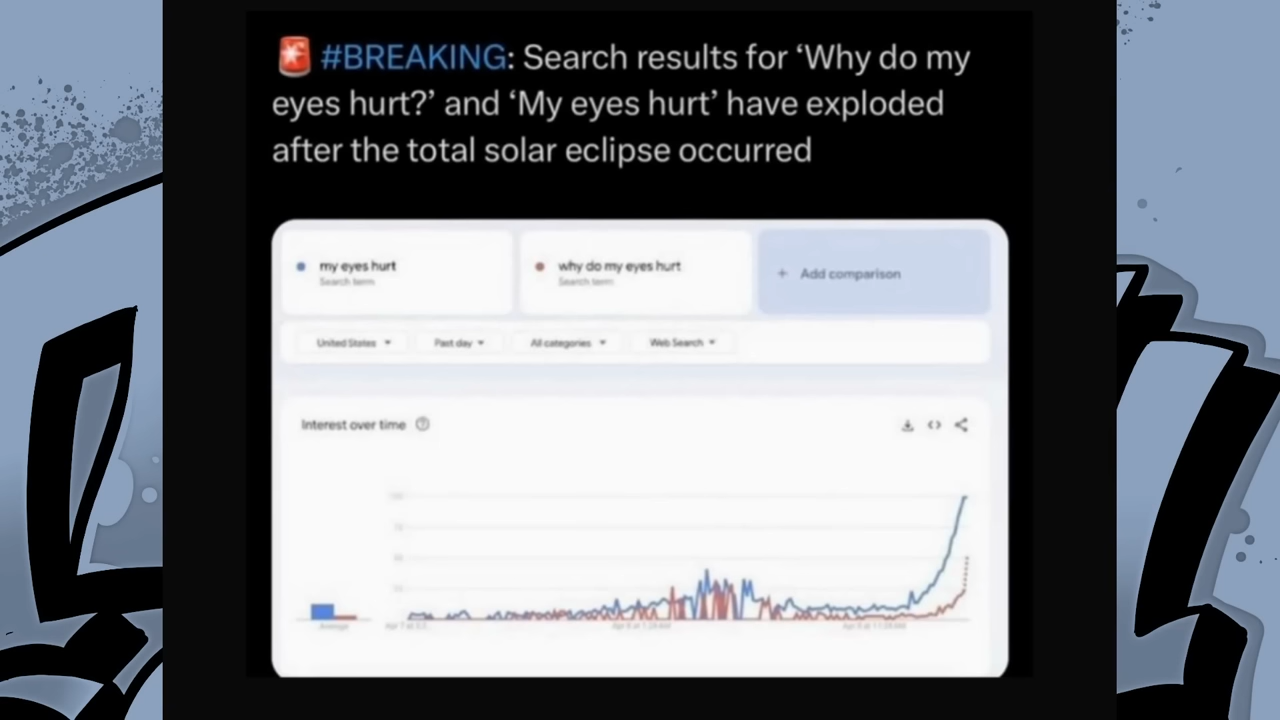 🚨 #BREAKING: Search results for ‘Why do my
eyes hurt?’ and ‘My eyes hurt’ have exploded
after the total solar eclipse occurred
my eyes hurt
Search term
why do my eyes hurt
Search term
+ Add comparison
United States
Past day
All categories
Web Search
Interest over time
Average